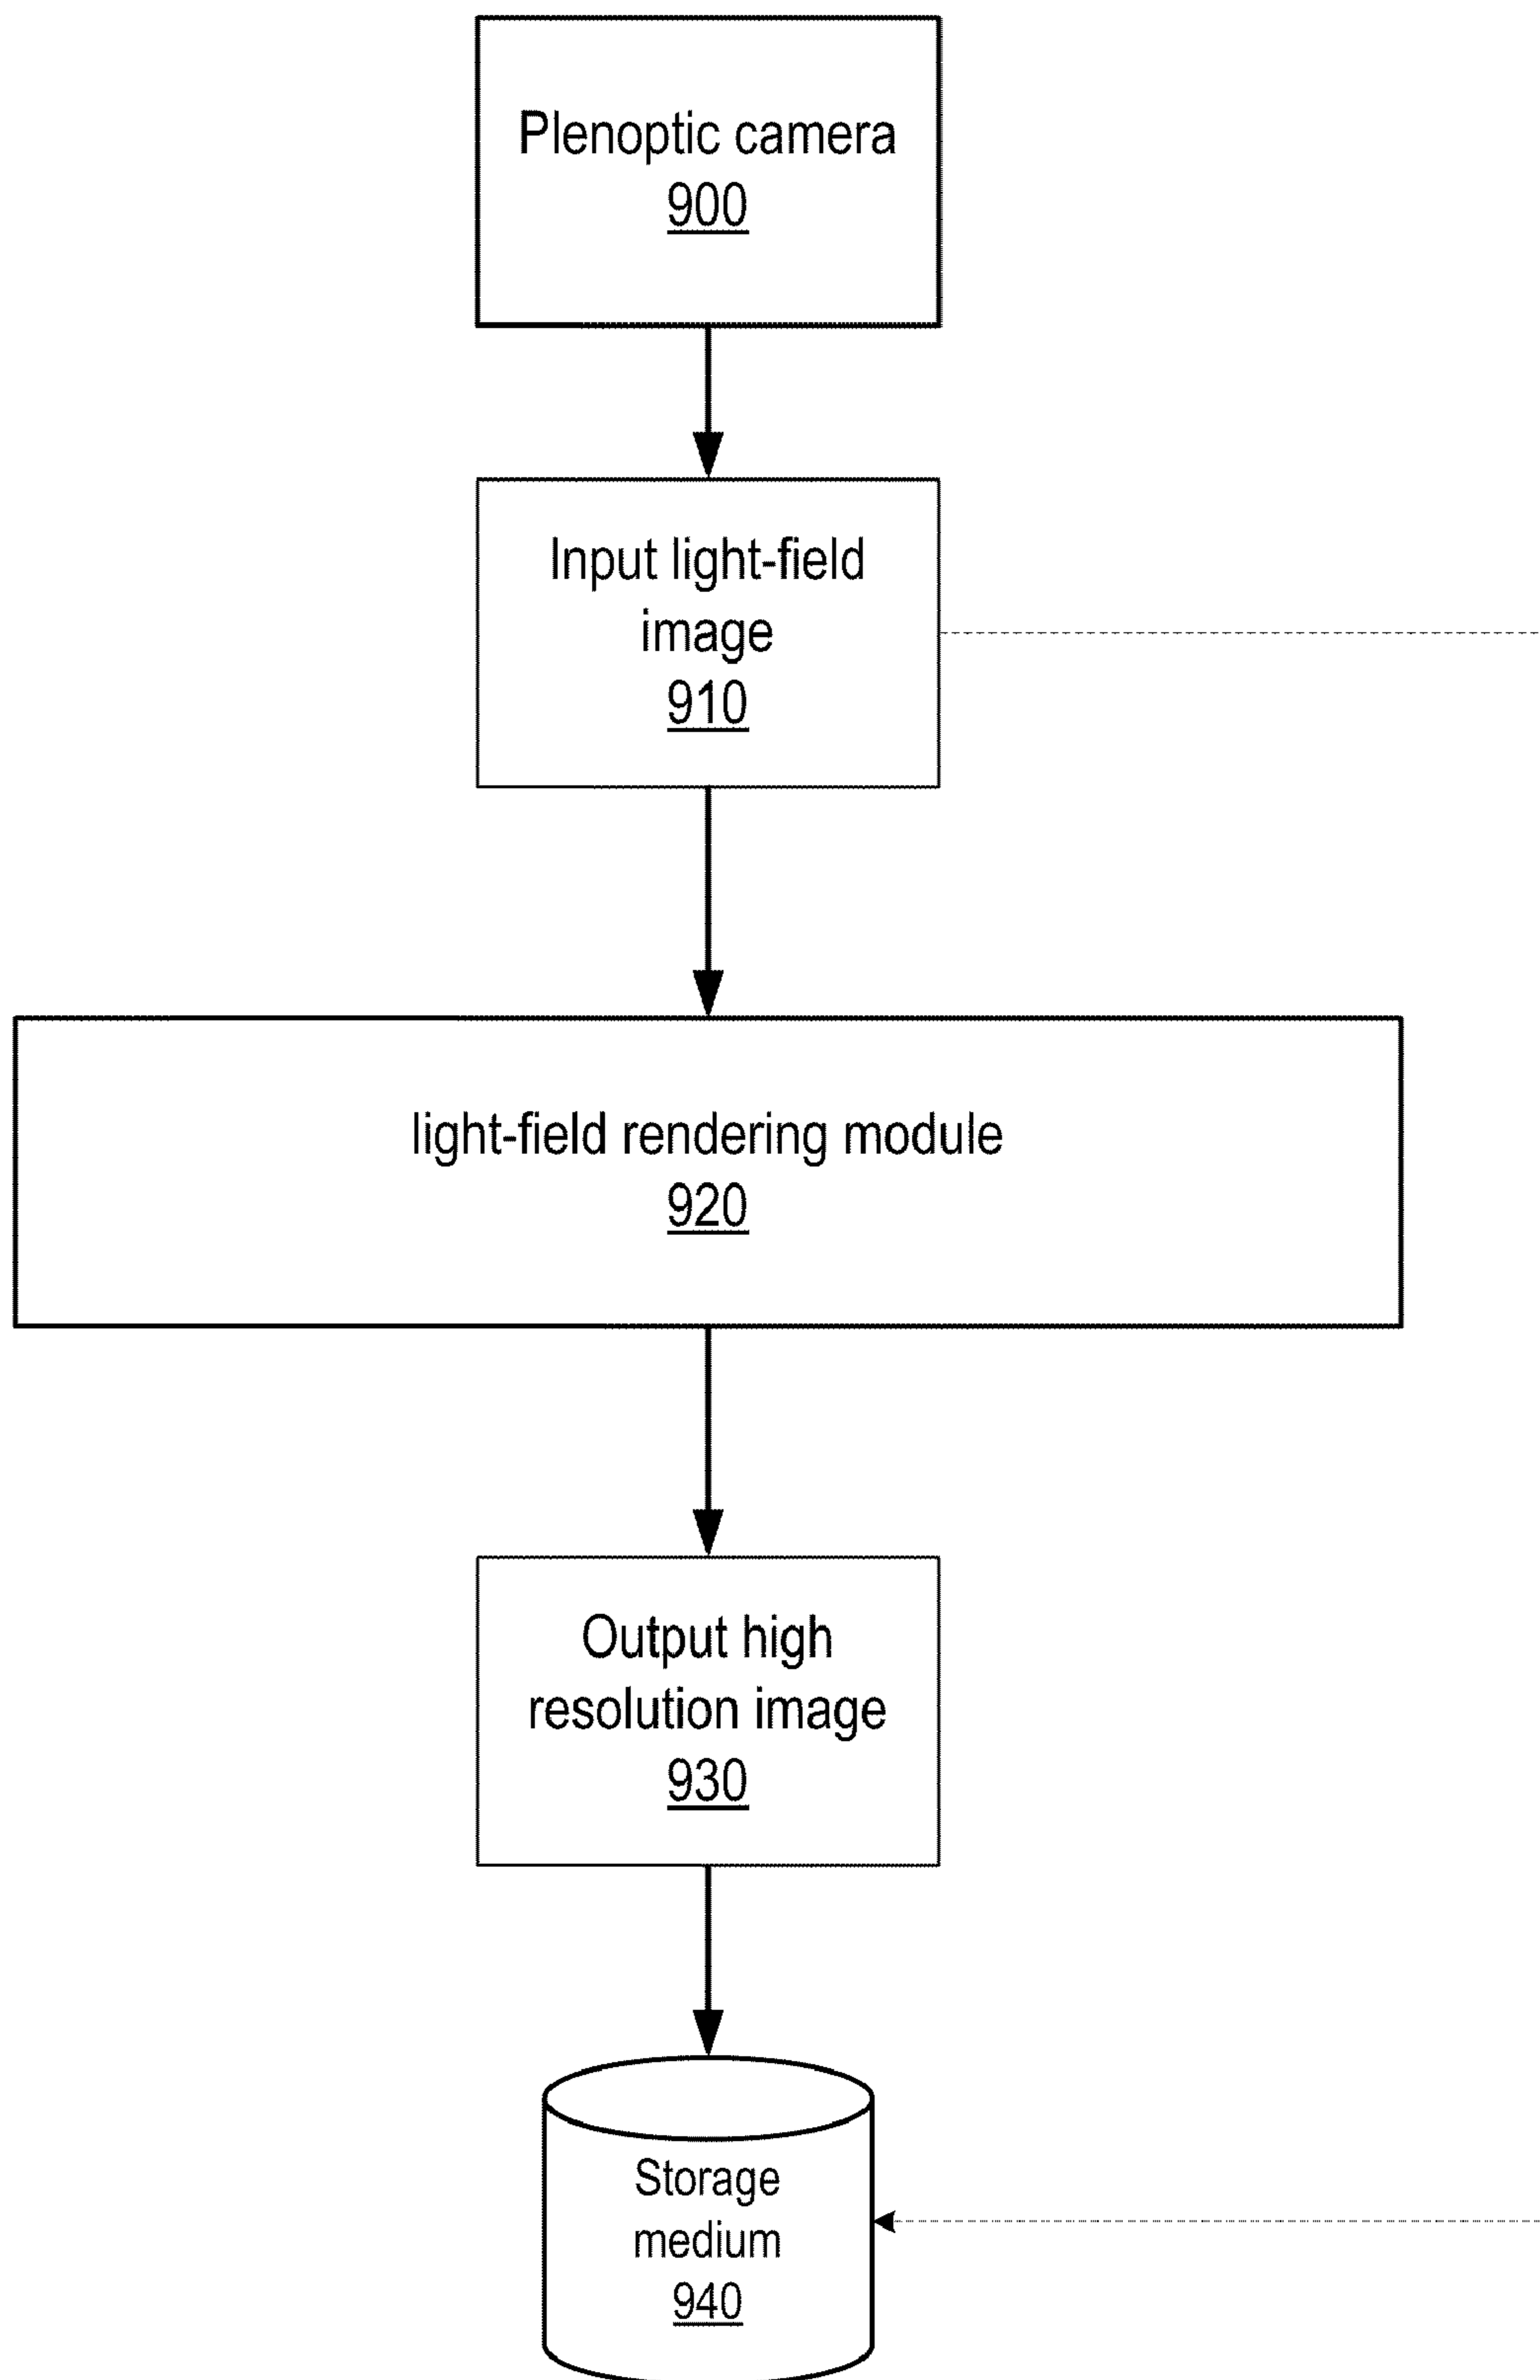 Plenoptic camera
900
Input light-field
image
910
light-field rendering module
920
Output high
resolution image
930
Storage
medium
940